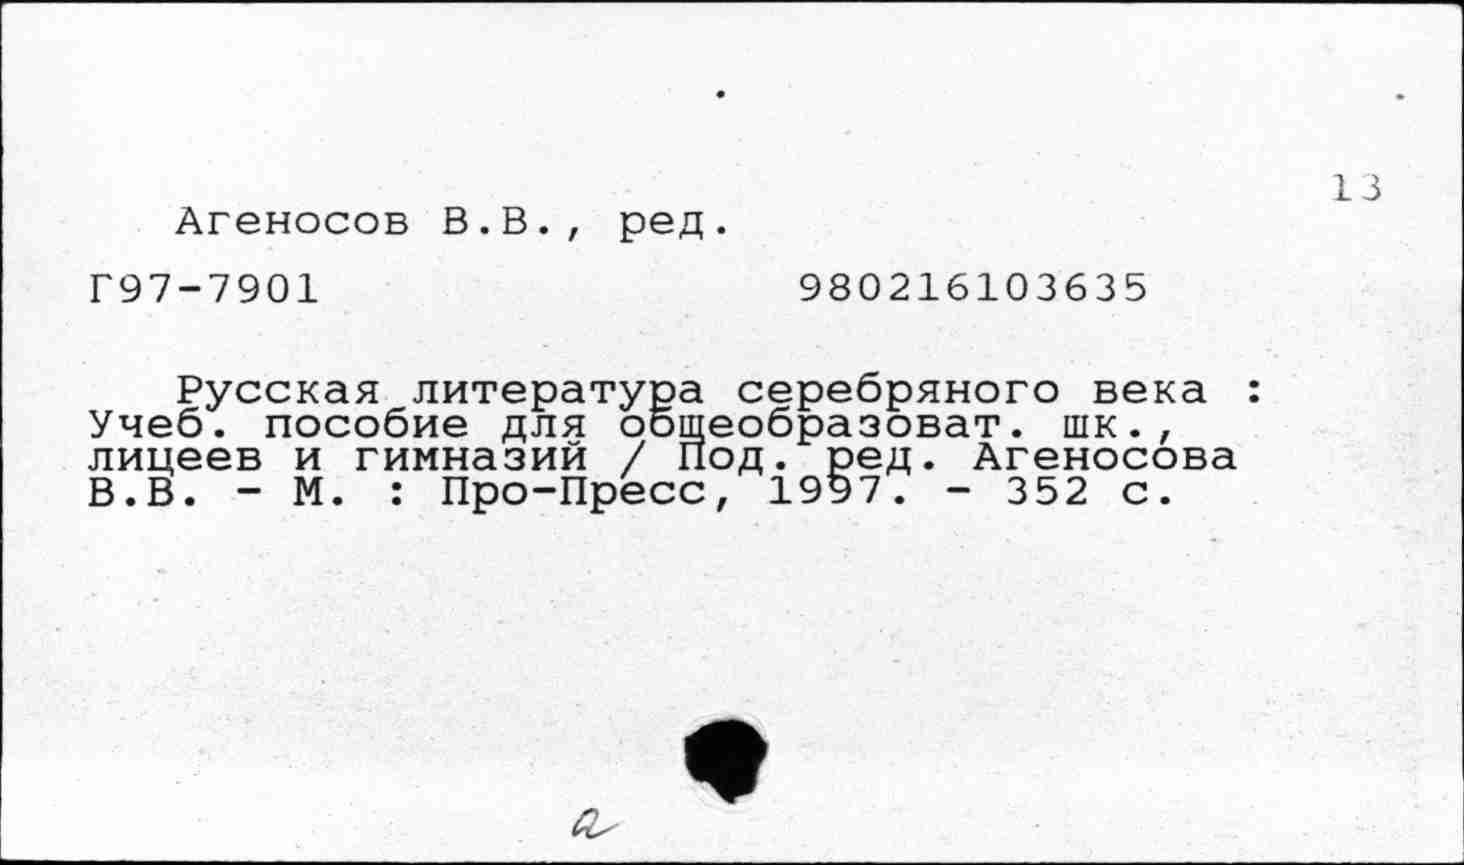 13
Агеносов В.В., ред.
Г97-7901 980216103635
Русская литература серебряного века :
Учеб. пособие для общеобразоват. шк.,
лицеев и гимназий / Под. ред. Агеносова
В.В. - М. : Про-Пресс, 1997. - 352 с.
а